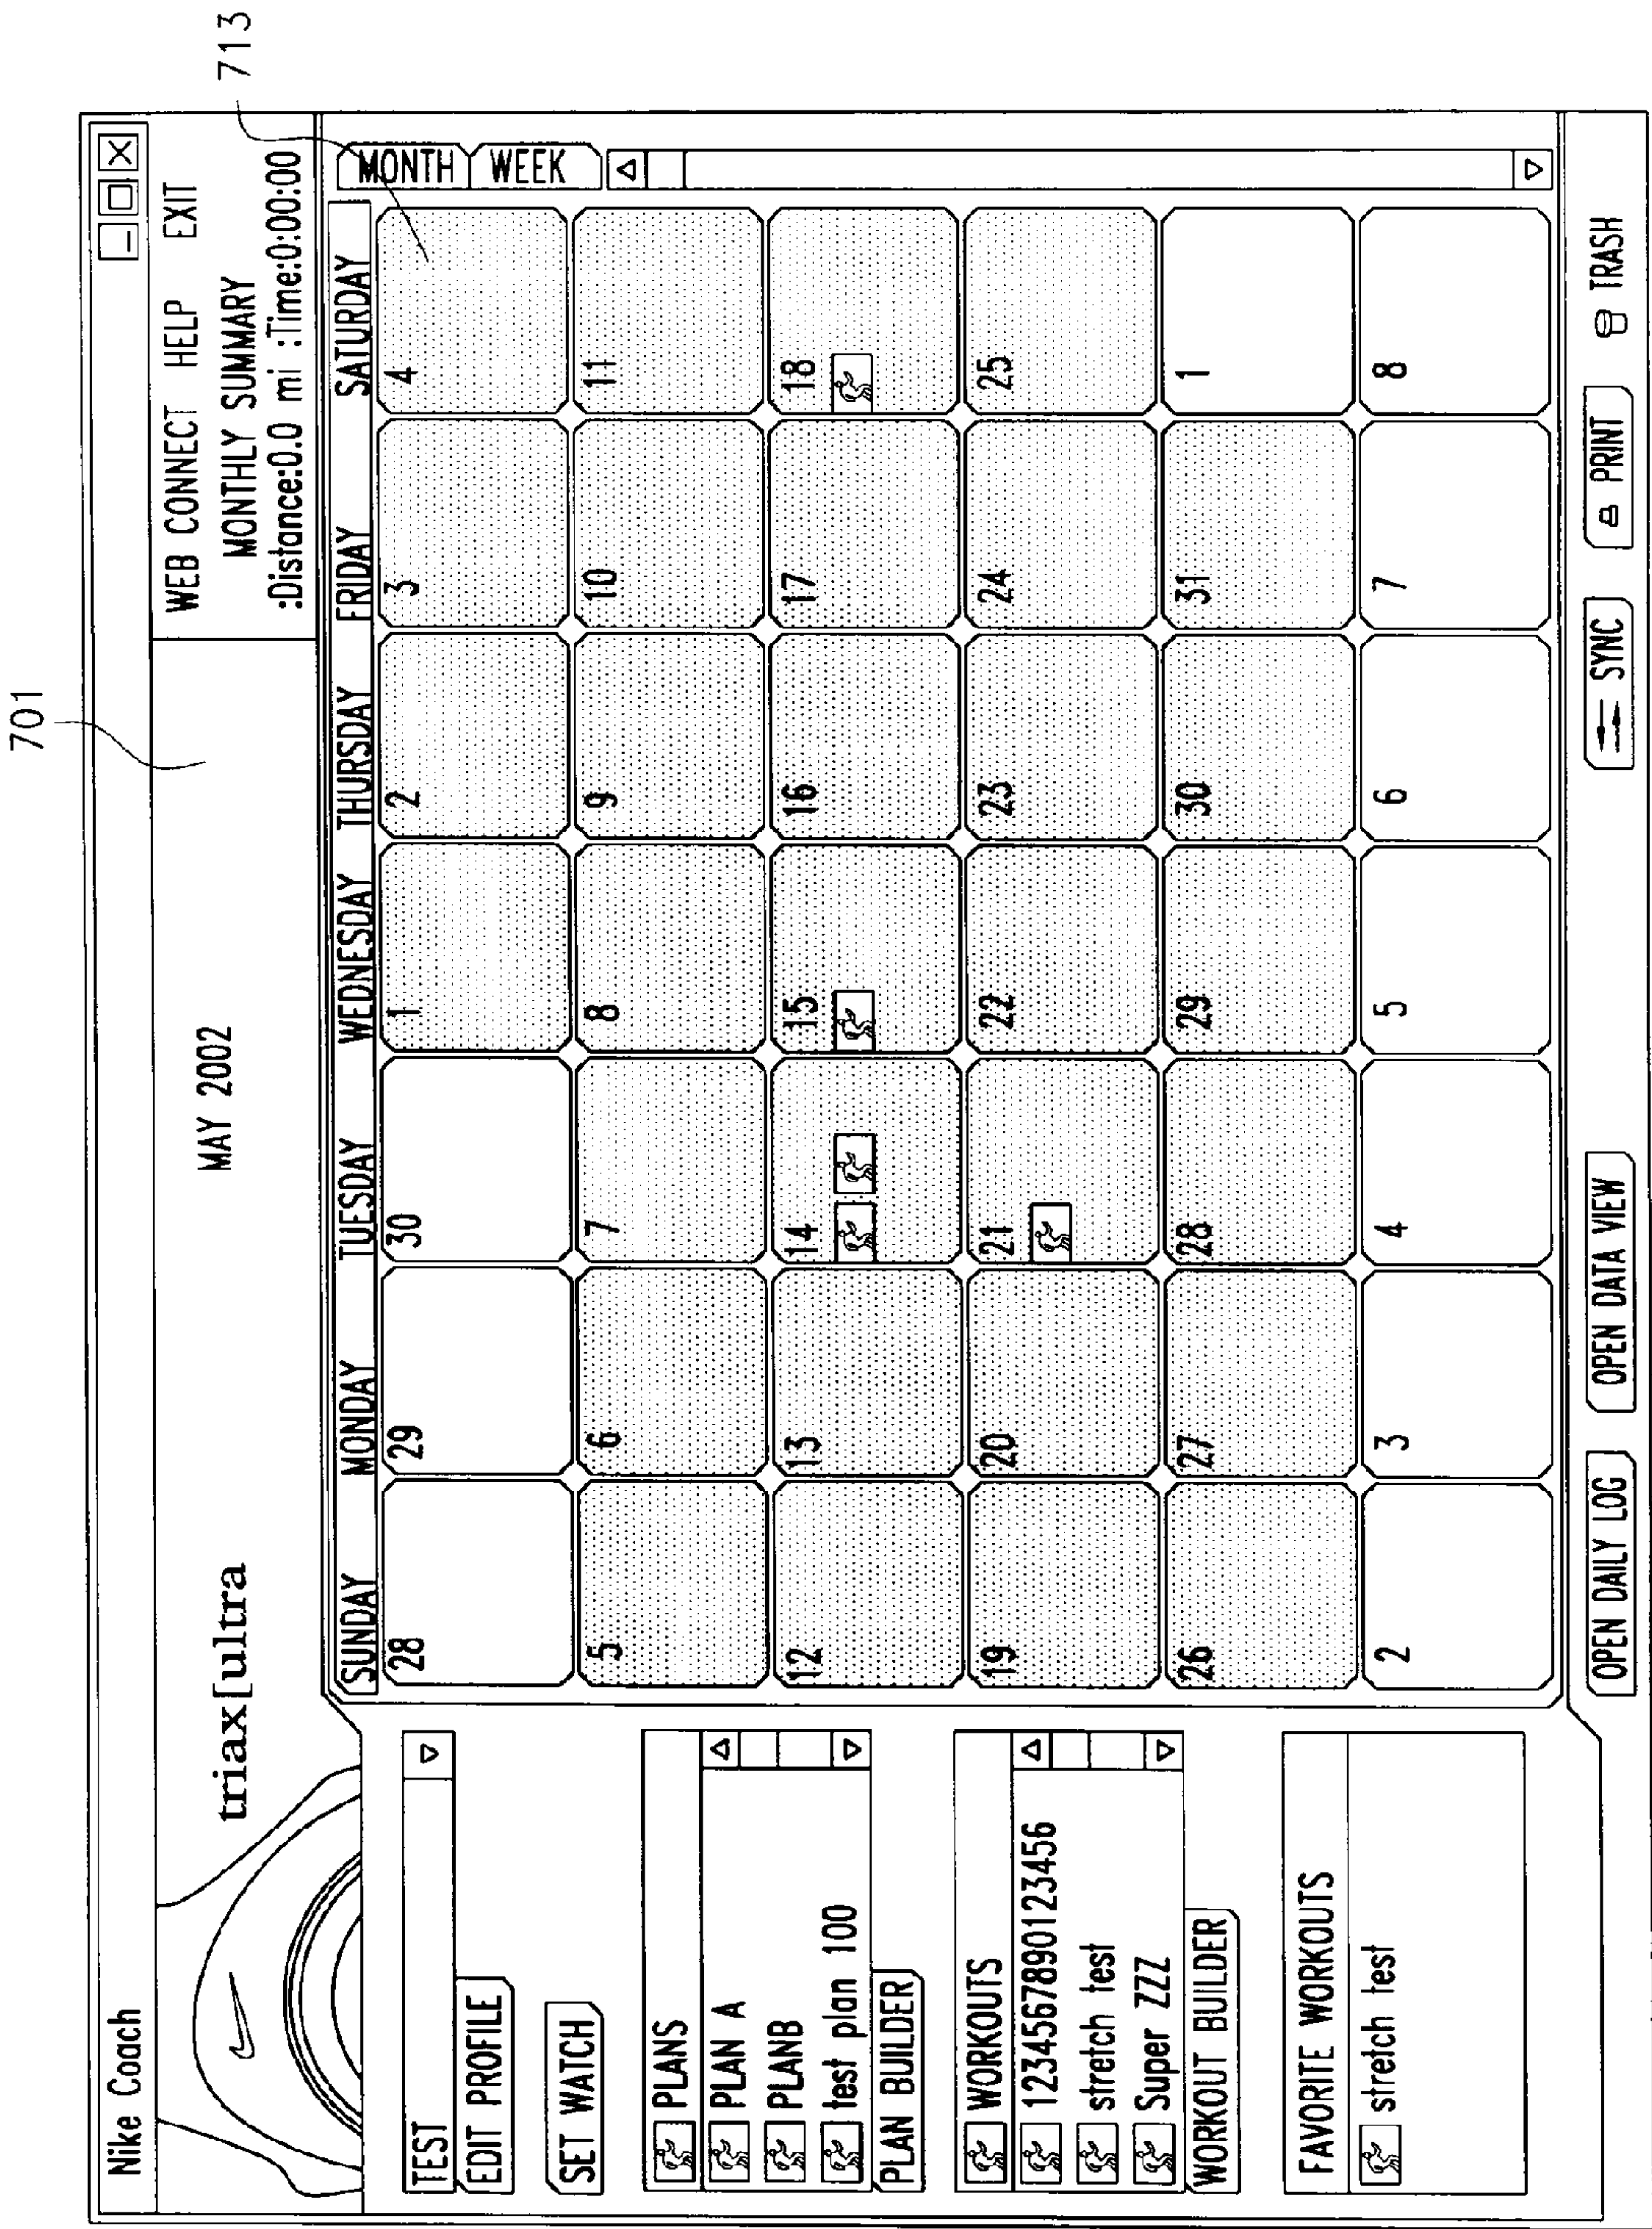 701
713
Nike Coach
triax[ultra
MAY 2002
WEB CONNECT HELP EXIT
MONTHLY SUMMARY
:Distance:0.0 mi :Time:0:00:00
TEST
EDIT PROFILE
SET WATCH
PLANS
PLAN A
PLANB
test plan 100
PLAN BUILDER
WORKOUTS
1234567890123456
stretch test
Super ZZZ
WORKOUT BUILDER
FAVORITE WORKOUTS
stretch test
SUNDAY MONDAY TUESDAY WEDNESDAY THURSDAY FRIDAY SATURDAY
28 29 30 1 2 3 4
5 6 7 8 9 10 11
12 13 14 15 16 17 18
19 20 21 22 23 24 25
26 27 28 29 30 31 1
2 3 4 5 6 7 8
MONTH
WEEK
OPEN DAILY LOG OPEN DATA VIEW SYNC PRINT TRASH